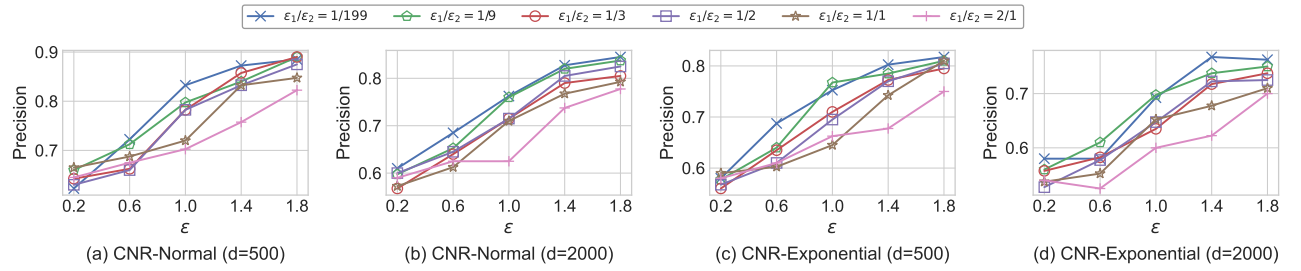 ε₁/ε₂ = 1/199 ε₁/ε₂ = 1/9 ε₁/ε₂ = 1/3 ε₁/ε₂ = 1/2 ε₁/ε₂ = 1/1 ε₁/ε₂ = 2/1
Precision
0.9
0.8
0.7
0.2 0.6 1.0 1.4 1.8
ε
(a) CNR-Normal (d=500)
Precision
0.8
0.7
0.6
0.2 0.6 1.0 1.4 1.8
ε
(b) CNR-Normal (d=2000)
Precision
0.8
0.7
0.6
0.2 0.6 1.0 1.4 1.8
ε
(c) CNR-Exponential (d=500)
Precision
0.7
0.6
0.2 0.6 1.0 1.4 1.8
ε
(d) CNR-Exponential (d=2000)